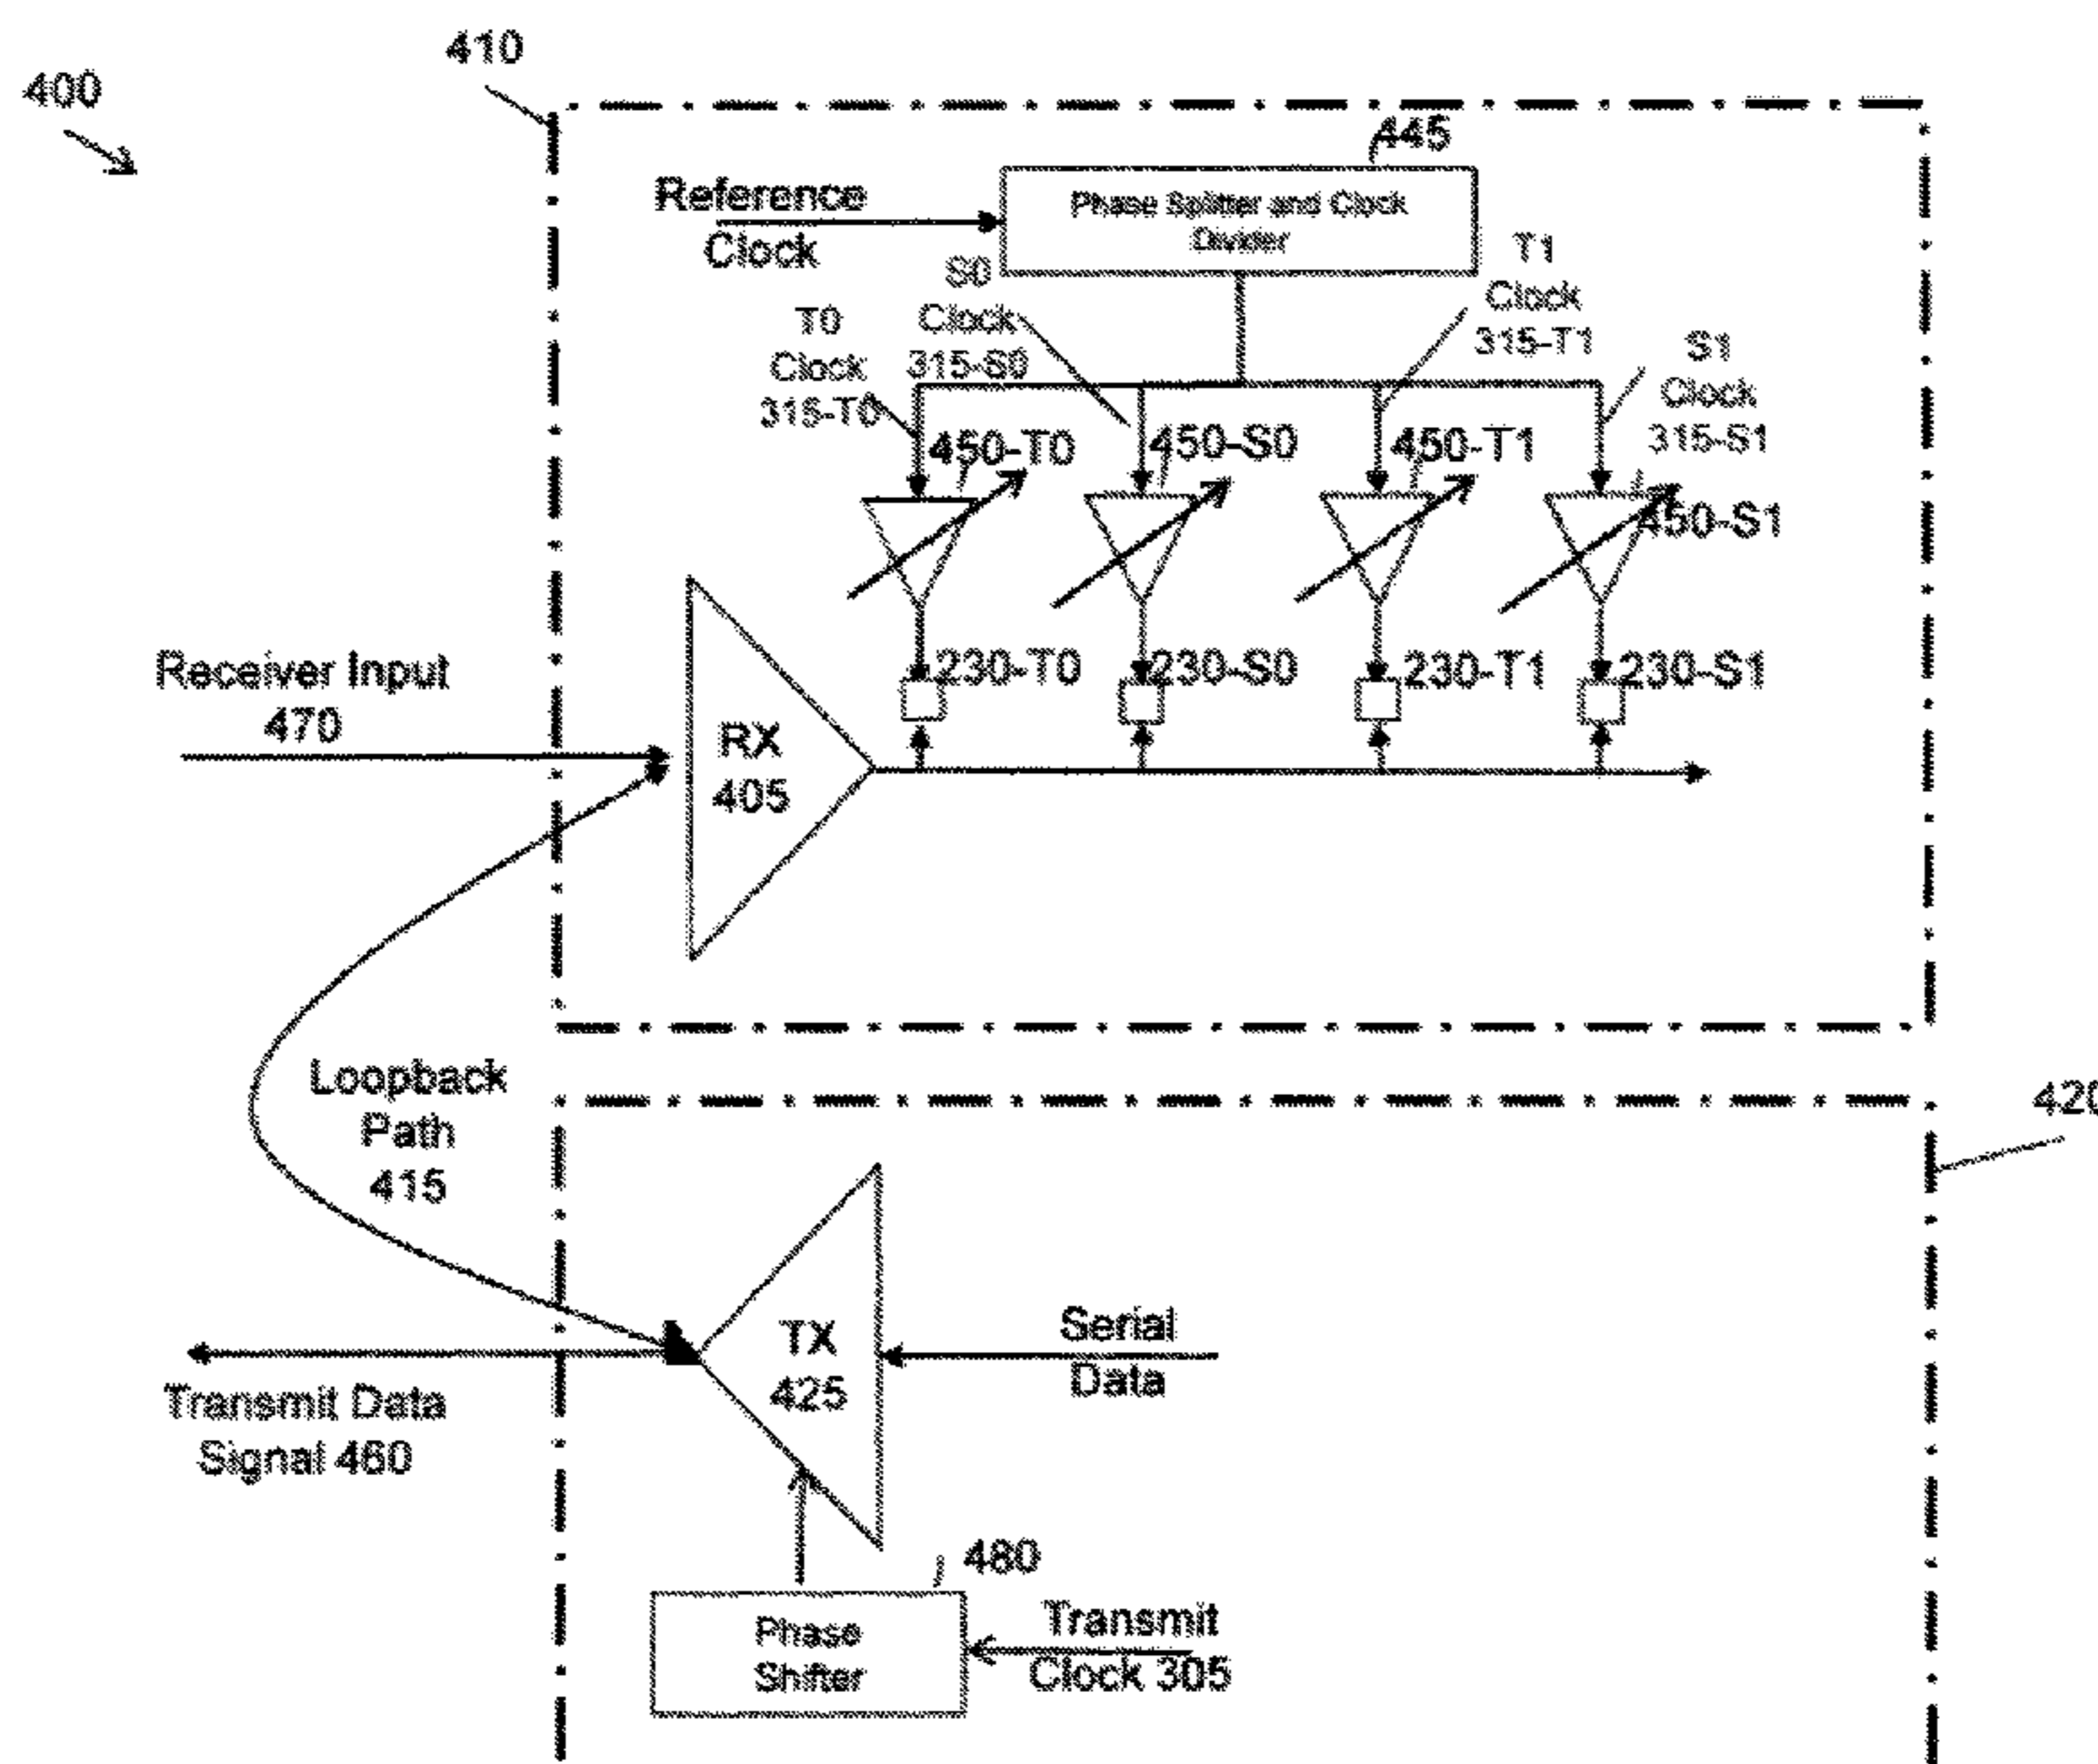 410
400
445
Reference
Clock
Phase Splitter and Clock
Divider
T0
Clock
315-T0
S0
Clock
315-S0
T1
Clock
315-T1
S1
Clock
315-S1
450-T0
450-S0
450-T1
450-S1
230-T0
230-S0
230-T1
230-S1
Receiver Input
470
RX
405
Loopback
Path
415
420
TX
425
Serial
Data
Transmit Data
Signal 460
480
Phase
Shifter
Transmit
Clock 305